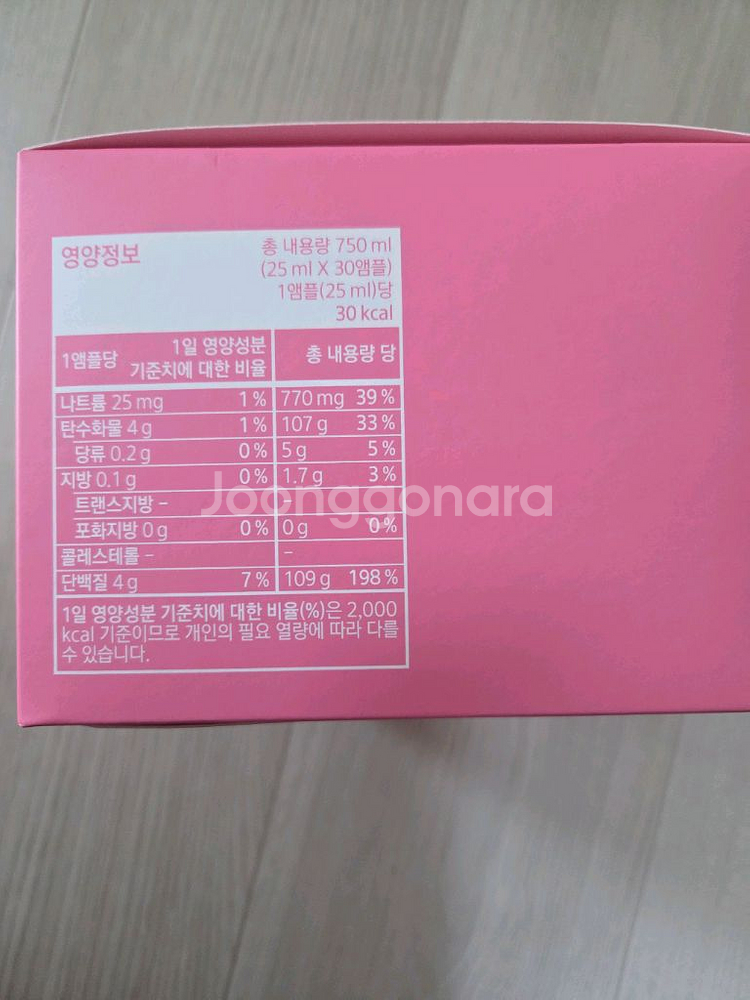 영양정보
총 내용량 750 ml
(25 ml X 30앰플)
1앰플(25 ml)당
30 kcal
1앰플당 1일 영양성분 기준치에 대한 비율 총 내용량 당
나트륨 25 mg 1 % 770 mg 39 %
탄수화물 4 g 1 % 107 g 33 %
당류 0.2 g 0 % 5 g 5 %
지방 0.1 g 0 % 1.7 g 3 %
트랜스지방 – –
포화지방 0 g 0 % 0 g 0 %
콜레스테롤 – –
단백질 4 g 7 % 109 g 198 %
1일 영양성분 기준치에 대한 비율(%)은 2,000
kcal 기준이므로 개인의 필요 열량에 따라 다를
수 있습니다.
Joonggonara